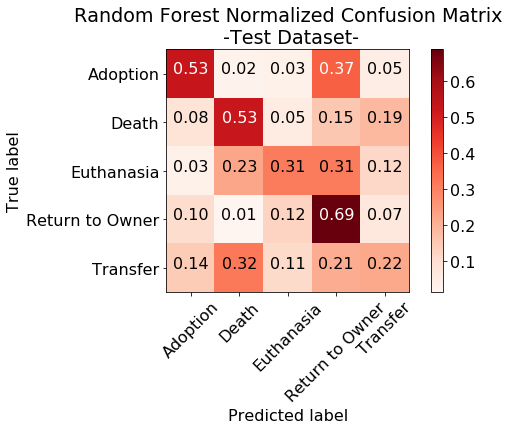 Random Forest Normalized Confusion Matrix
-Test Dataset-
True label
Adoption 0.53 0.02 0.03 0.37 0.05
Death 0.08 0.53 0.05 0.15 0.19
Euthanasia 0.03 0.23 0.31 0.31 0.12
Return to Owner 0.10 0.01 0.12 0.69 0.07
Transfer 0.14 0.32 0.11 0.21 0.22
0.6
0.5
0.4
0.3
0.2
0.1
Adoption
Death
Euthanasia
Return to Owner
Transfer
Predicted label